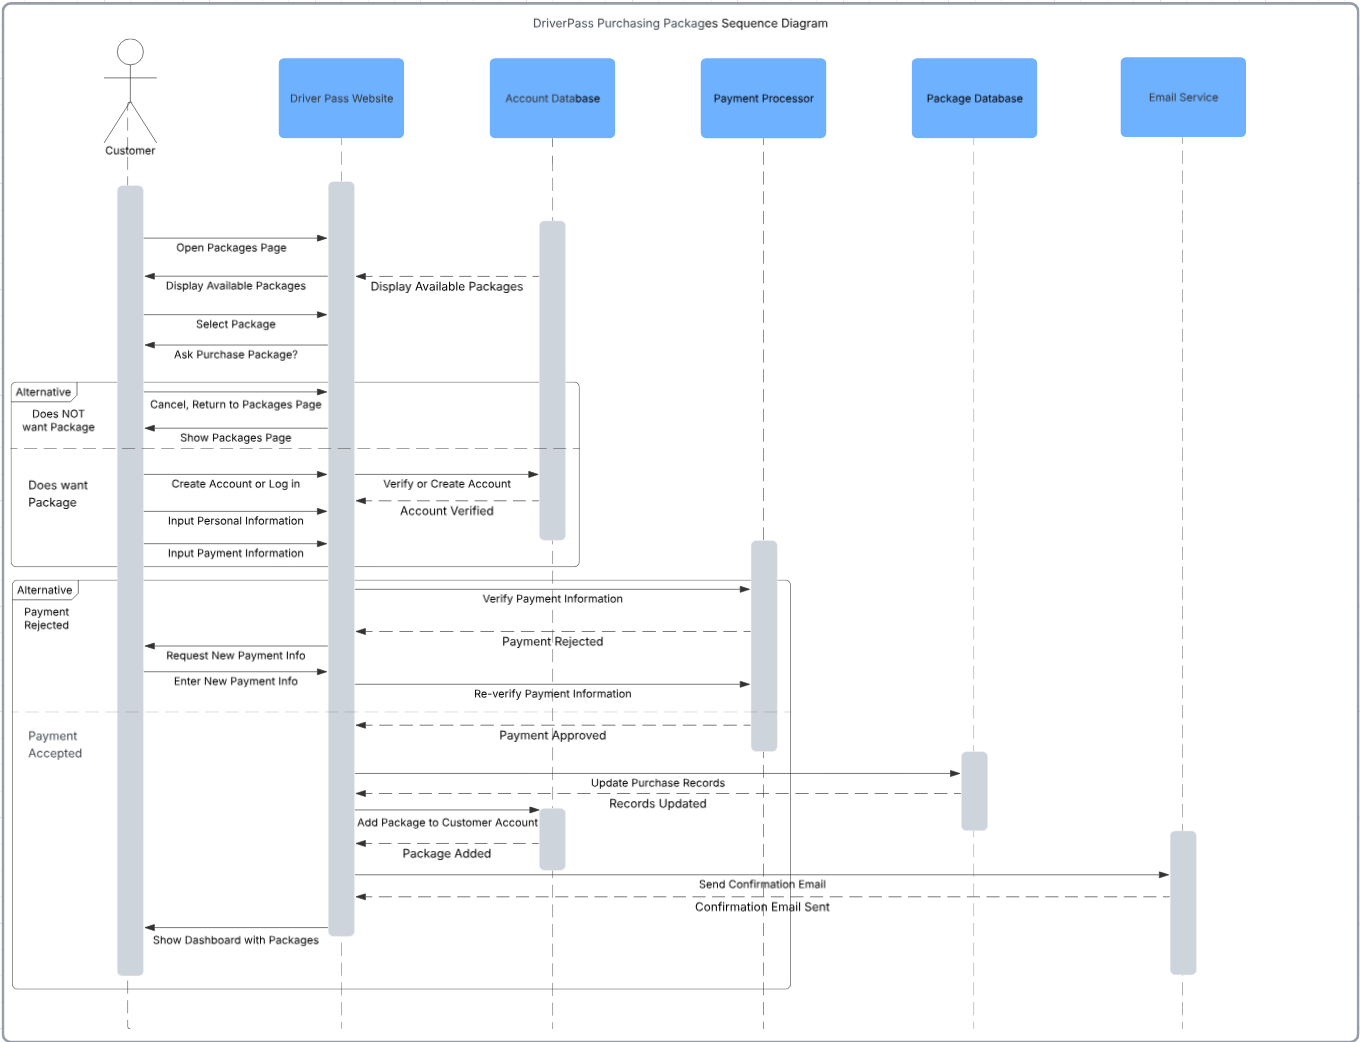 DriverPass Purchasing Packages Sequence Diagram
Customer
Driver Pass Website
Account Database
Payment Processor
Package Database
Email Service
Open Packages Page
Display Available Packages
Display Available Packages
Select Package
Ask Purchase Package?
Alternative
Does NOT
want Package
Cancel, Return to Packages Page
Show Packages Page
Does want
Package
Create Account or Log in
Verify or Create Account
Account Verified
Input Personal Information
Input Payment Information
Alternative
Payment
Rejected
Verify Payment Information
Payment Rejected
Request New Payment Info
Enter New Payment Info
Re-verify Payment Information
Payment
Accepted
Payment Approved
Update Purchase Records
Records Updated
Add Package to Customer Account
Package Added
Send Confirmation Email
Confirmation Email Sent
Show Dashboard with Packages